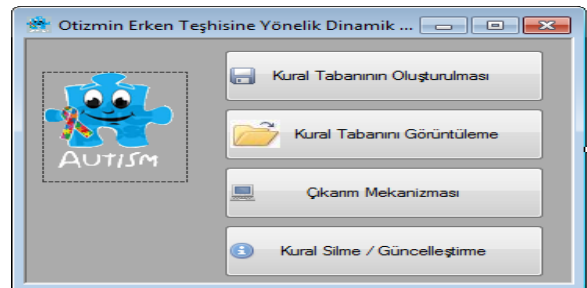 Otizmin Erken Teşhisine Yönelik Dinamik ...
Kural Tabanının Oluşturulması
Kural Tabanını Görüntüleme
AUTISM
Çıkarım Mekanizması
Kural Silme / Güncelleştirme